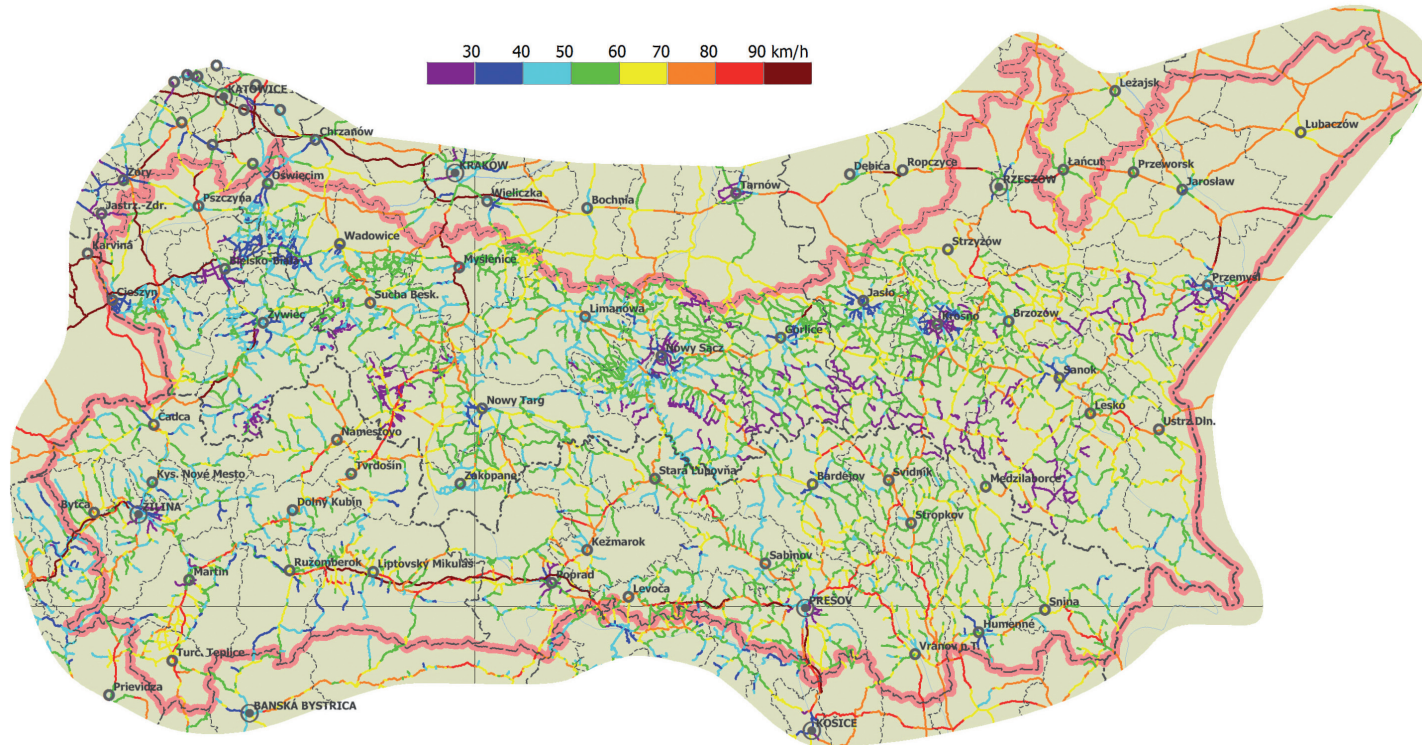 30 40 50 60 70 80 90 km/h
KATOWICE
Leżajsk
Chrzanów
Lubaczów
KRAKÓW
Żory
Oświęcim
Dębica
Ropczyce
RZESZÓW
Łańcut
Przeworsk
Jarosław
Pszczyna
Wieliczka
Bochnia
Tarnów
Jastrz.-Zdr.
Karviná
Wadowice
Strzyżów
Bielsko-Biała
Myślenice
Przemyśl
Cieszyn
Sucha Besk.
Jasło
Żywiec
Limanowa
Krosno
Brzozów
Gorlice
Nowy Sącz
Sanok
Nowy Targ
Lesko
Čadca
Ustrz.Dln.
Námestovo
Kys. Nové Mesto
Tvrdošín
Zakopane
Stará Ľubovňa
Bardejov
Svidník
Medzilaborce
Bytča
ŽILINA
Dolný Kubín
Stropkov
Kežmarok
Sabinov
Martin
Ružomberok
Liptovský Mikuláš
Poprad
Levoča
PREŠOV
Snina
Humenné
Turč. Teplice
Vranov n.T.
Prievidza
BANSKÁ BYSTRICA
KOŠICE